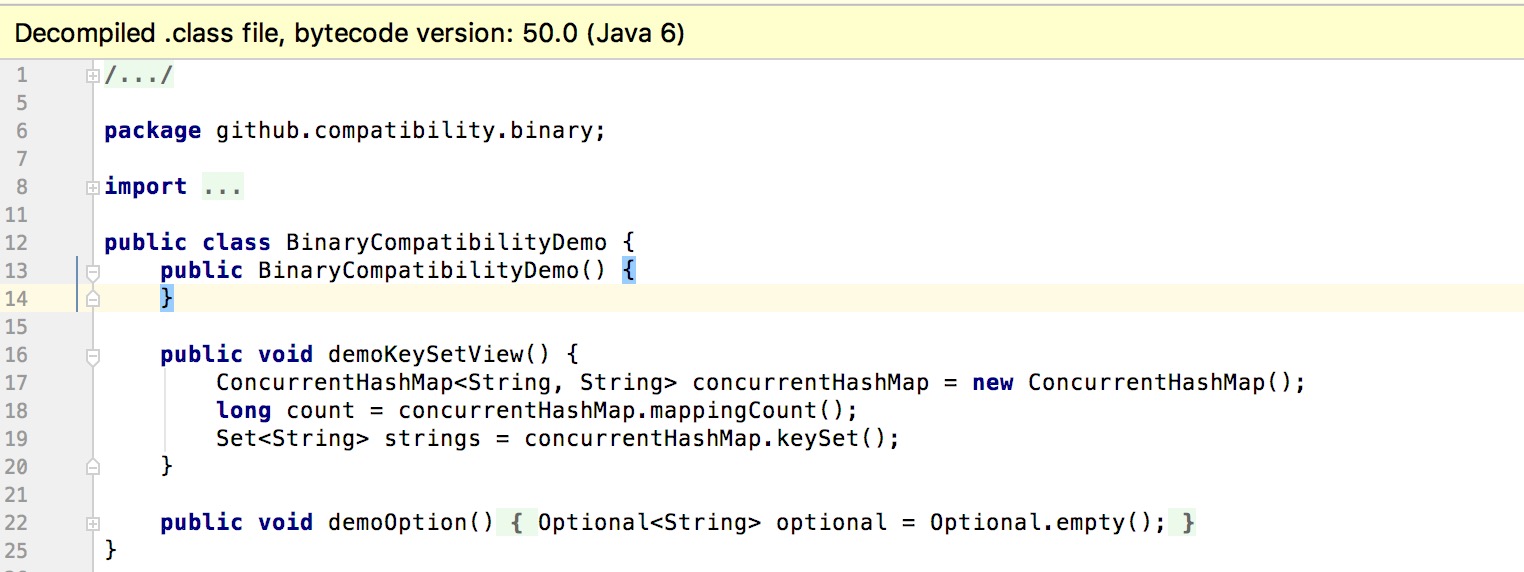 Decompiled .class file, bytecode version: 50.0 (Java 6)
1 /.../
5
6 package github.compatibility.binary;
7
8 import ...
11
12 public class BinaryCompatibilityDemo {
13     public BinaryCompatibilityDemo() {
14     }
15
16     public void demoKeySetView() {
17         ConcurrentHashMap<String, String> concurrentHashMap = new ConcurrentHashMap();
18         long count = concurrentHashMap.mappingCount();
19         Set<String> strings = concurrentHashMap.keySet();
20     }
21
22     public void demoOption() { Optional<String> optional = Optional.empty(); }
25 }